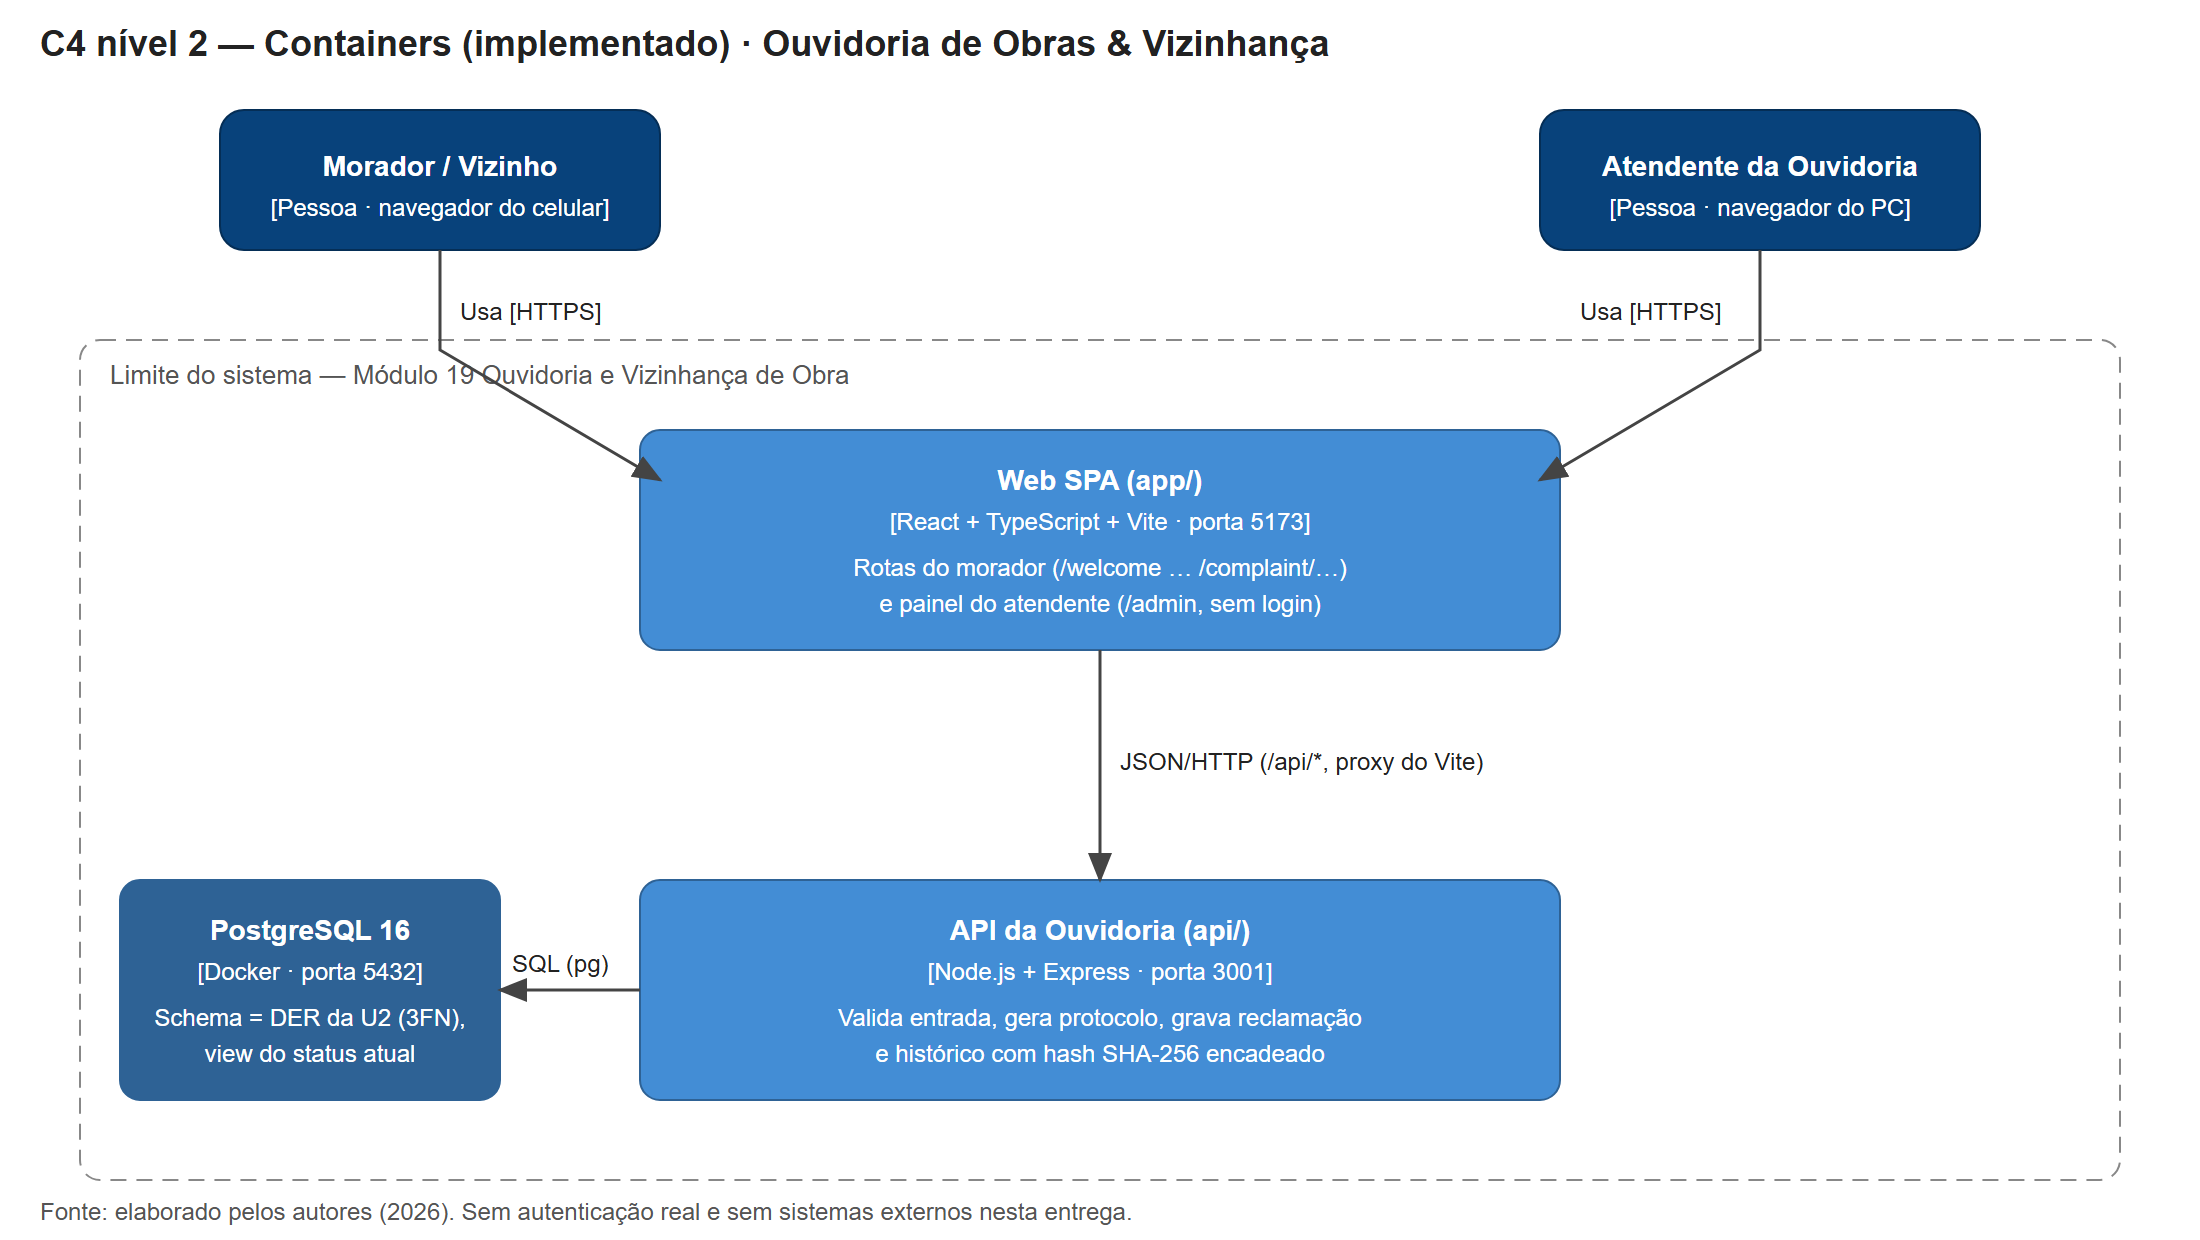 C4 nível 2 — Containers (implementado) · Ouvidoria de Obras & Vizinhança
Morador / Vizinho
[Pessoa · navegador do celular]
Atendente da Ouvidoria
[Pessoa · navegador do PC]
Usa [HTTPS]
Usa [HTTPS]
Limite do sistema — Módulo 19 Ouvidoria e Vizinhança de Obra
Web SPA (app/)
[React + TypeScript + Vite · porta 5173]
Rotas do morador (/welcome … /complaint/…)
e painel do atendente (/admin, sem login)
JSON/HTTP (/api/*, proxy do Vite)
PostgreSQL 16
[Docker · porta 5432]
Schema = DER da U2 (3FN),
view do status atual
SQL (pg)
API da Ouvidoria (api/)
[Node.js + Express · porta 3001]
Valida entrada, gera protocolo, grava reclamação
e histórico com hash SHA-256 encadeado
Fonte: elaborado pelos autores (2026). Sem autenticação real e sem sistemas externos nesta entrega.